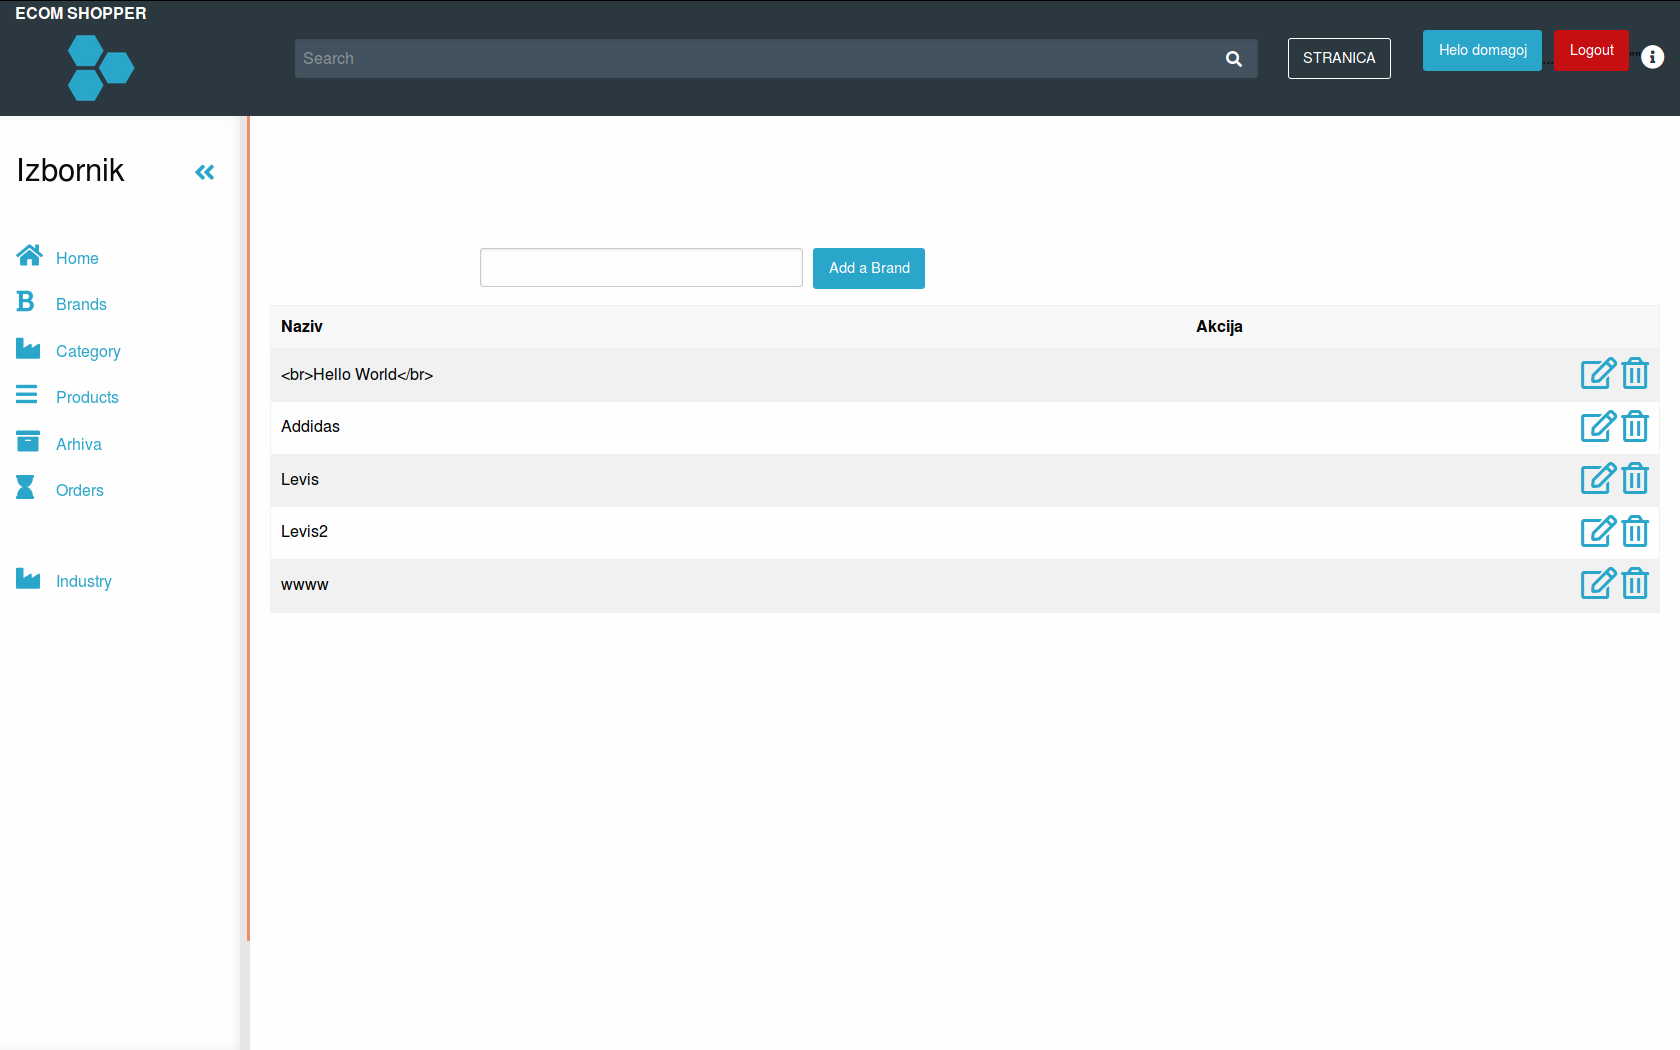 ECOM SHOPPER
Search
STRANICA
Helo domagoj
...
Logout
""
Izbornik
Home
Brands
Category
Products
Arhiva
Orders
Industry
Add a Brand
Naziv Akcija
<br>Hello World</br>
Addidas
Levis
Levis2
wwww